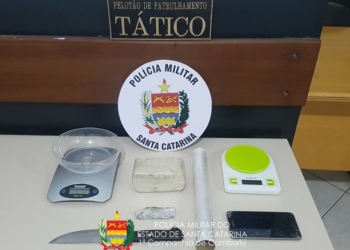 PELOTÃO DE PATRULHAMENTO
TÁTICO
POLÍCIA MILITAR
SANTA CATARINA
POLÍCIA MILITAR DO
ESTADO DE SANTA CATARINA
1ª Companhia de Camboriú